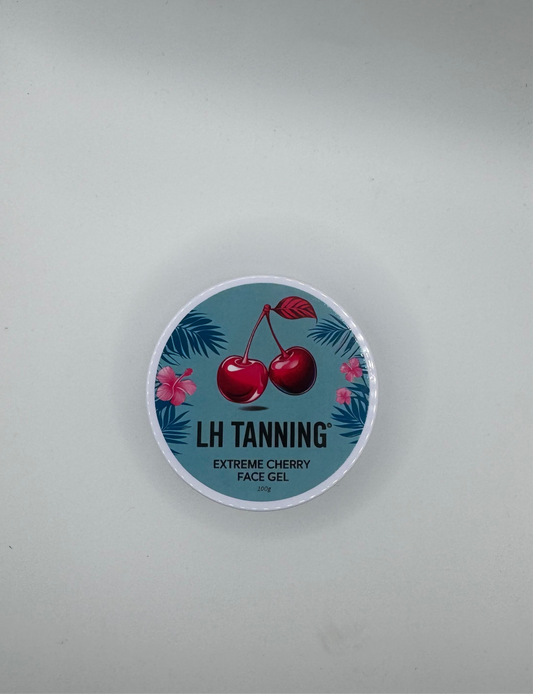 LH TANNING°
EXTREME CHERRY
FACE GEL
100g